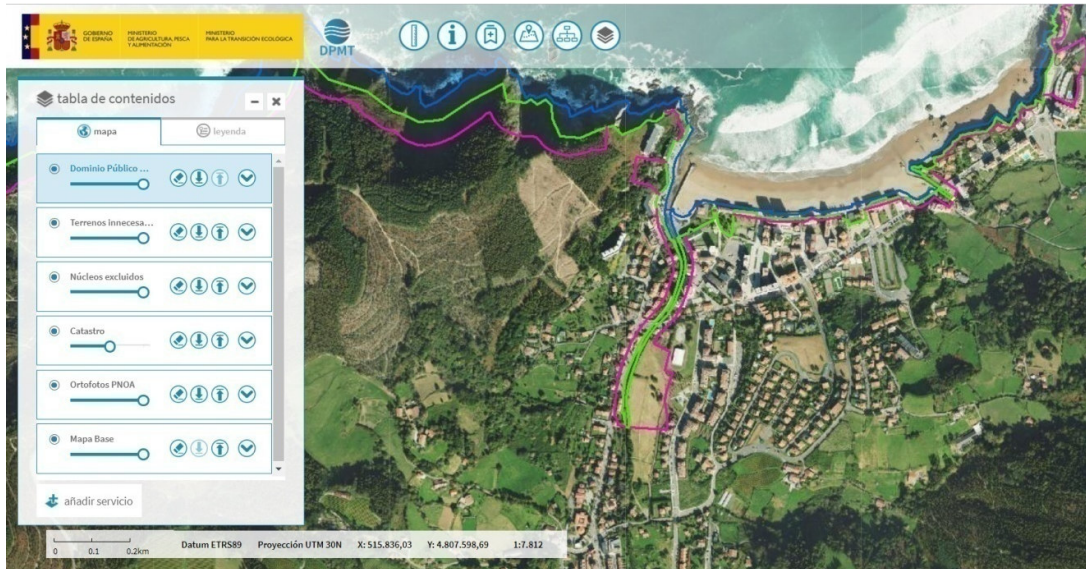 GOBIERNO
DE ESPAÑA
MINISTERIO
DE AGRICULTURA, PESCA
Y ALIMENTACIÓN
MINISTERIO
PARA LA TRANSICIÓN ECOLÓGICA
DPMT
tabla de contenidos
mapa
leyenda
Dominio Público ...
Terrenos innecesa...
Núcleos excluidos
Catastro
Ortofotos PNOA
Mapa Base
añadir servicio
0 0.1 0.2km
Datum ETRS89 Proyección UTM 30N X: 515.836,03 Y: 4.807.598,69 1:7.812